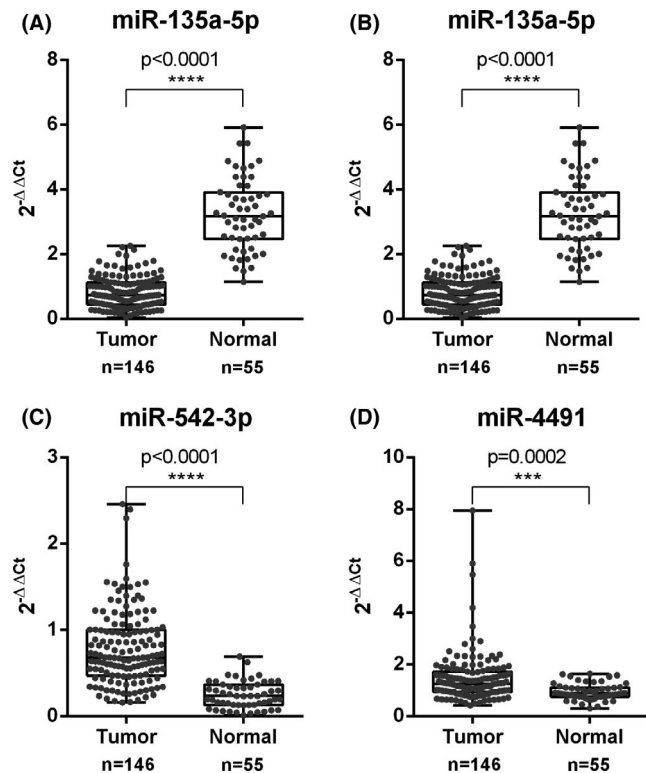 (A) miR-135a-5p
p<0.0001
****
8
6
4
2
0
2^-ΔΔCt
Tumor Normal
n=146 n=55
(B) miR-135a-5p
p<0.0001
****
8
6
4
2
0
2^-ΔΔCt
Tumor Normal
n=146 n=55
(C) miR-542-3p
p<0.0001
****
3
2
1
0
2^-ΔΔCt
Tumor Normal
n=146 n=55
(D) miR-4491
p=0.0002
***
10
8
6
4
2
0
2^-ΔΔCt
Tumor Normal
n=146 n=55